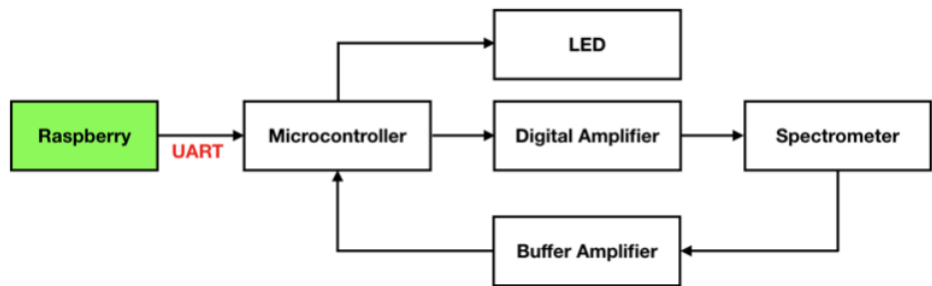 LED
Raspberry
UART
Microcontroller
Digital Amplifier
Spectrometer
Buffer Amplifier